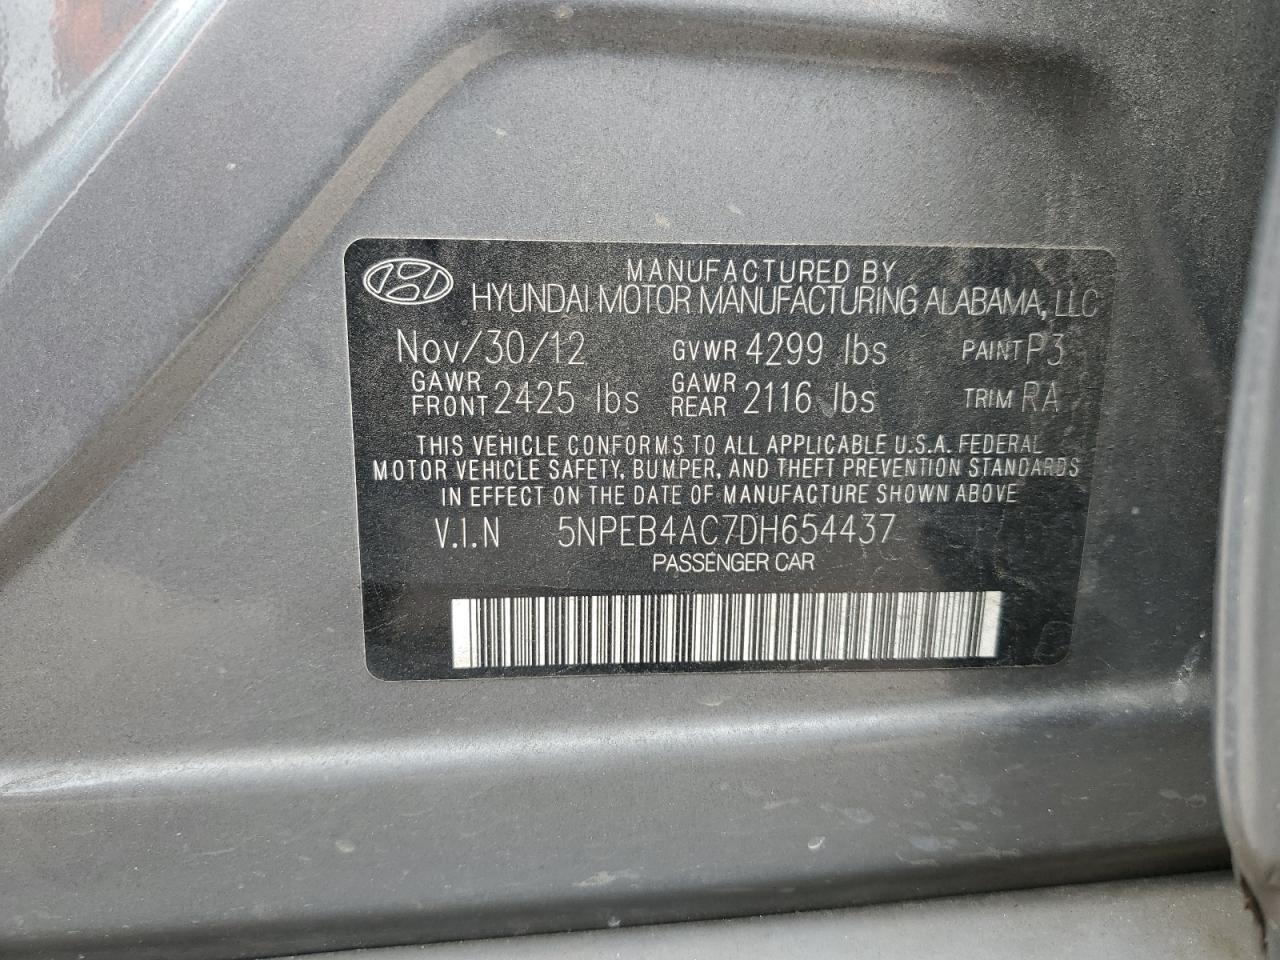 MANUFACTURED BY
HYUNDAI MOTOR MANUFACTURING ALABAMA, LLC
Nov/30/12 GVWR 4299 lbs PAINT P3
GAWR FRONT 2425 lbs GAWR REAR 2116 lbs TRIM RA
THIS VEHICLE CONFORMS TO ALL APPLICABLE U.S.A. FEDERAL
MOTOR VEHICLE SAFETY, BUMPER, AND THEFT PREVENTION STANDARDS
IN EFFECT ON THE DATE OF MANUFACTURE SHOWN ABOVE
V.I.N 5NPEB4AC7DH654437
PASSENGER CAR